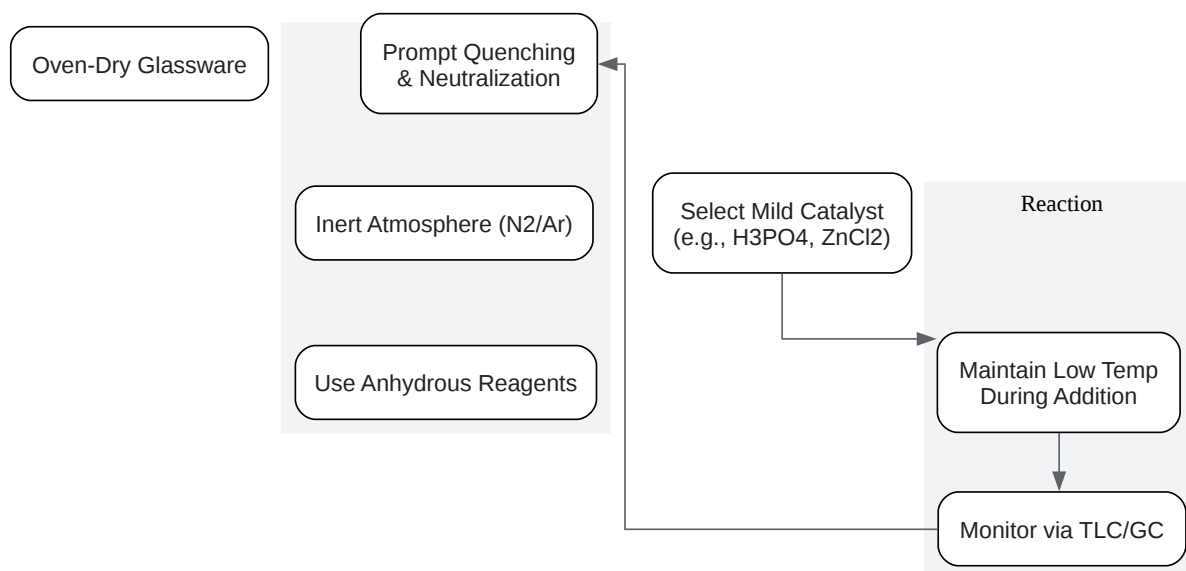 Oven-Dry Glassware
Prompt Quenching
& Neutralization
Inert Atmosphere (N2/Ar)
Use Anhydrous Reagents
Select Mild Catalyst
(e.g., H3PO4, ZnCl2)
Reaction
Maintain Low Temp
During Addition
Monitor via TLC/GC